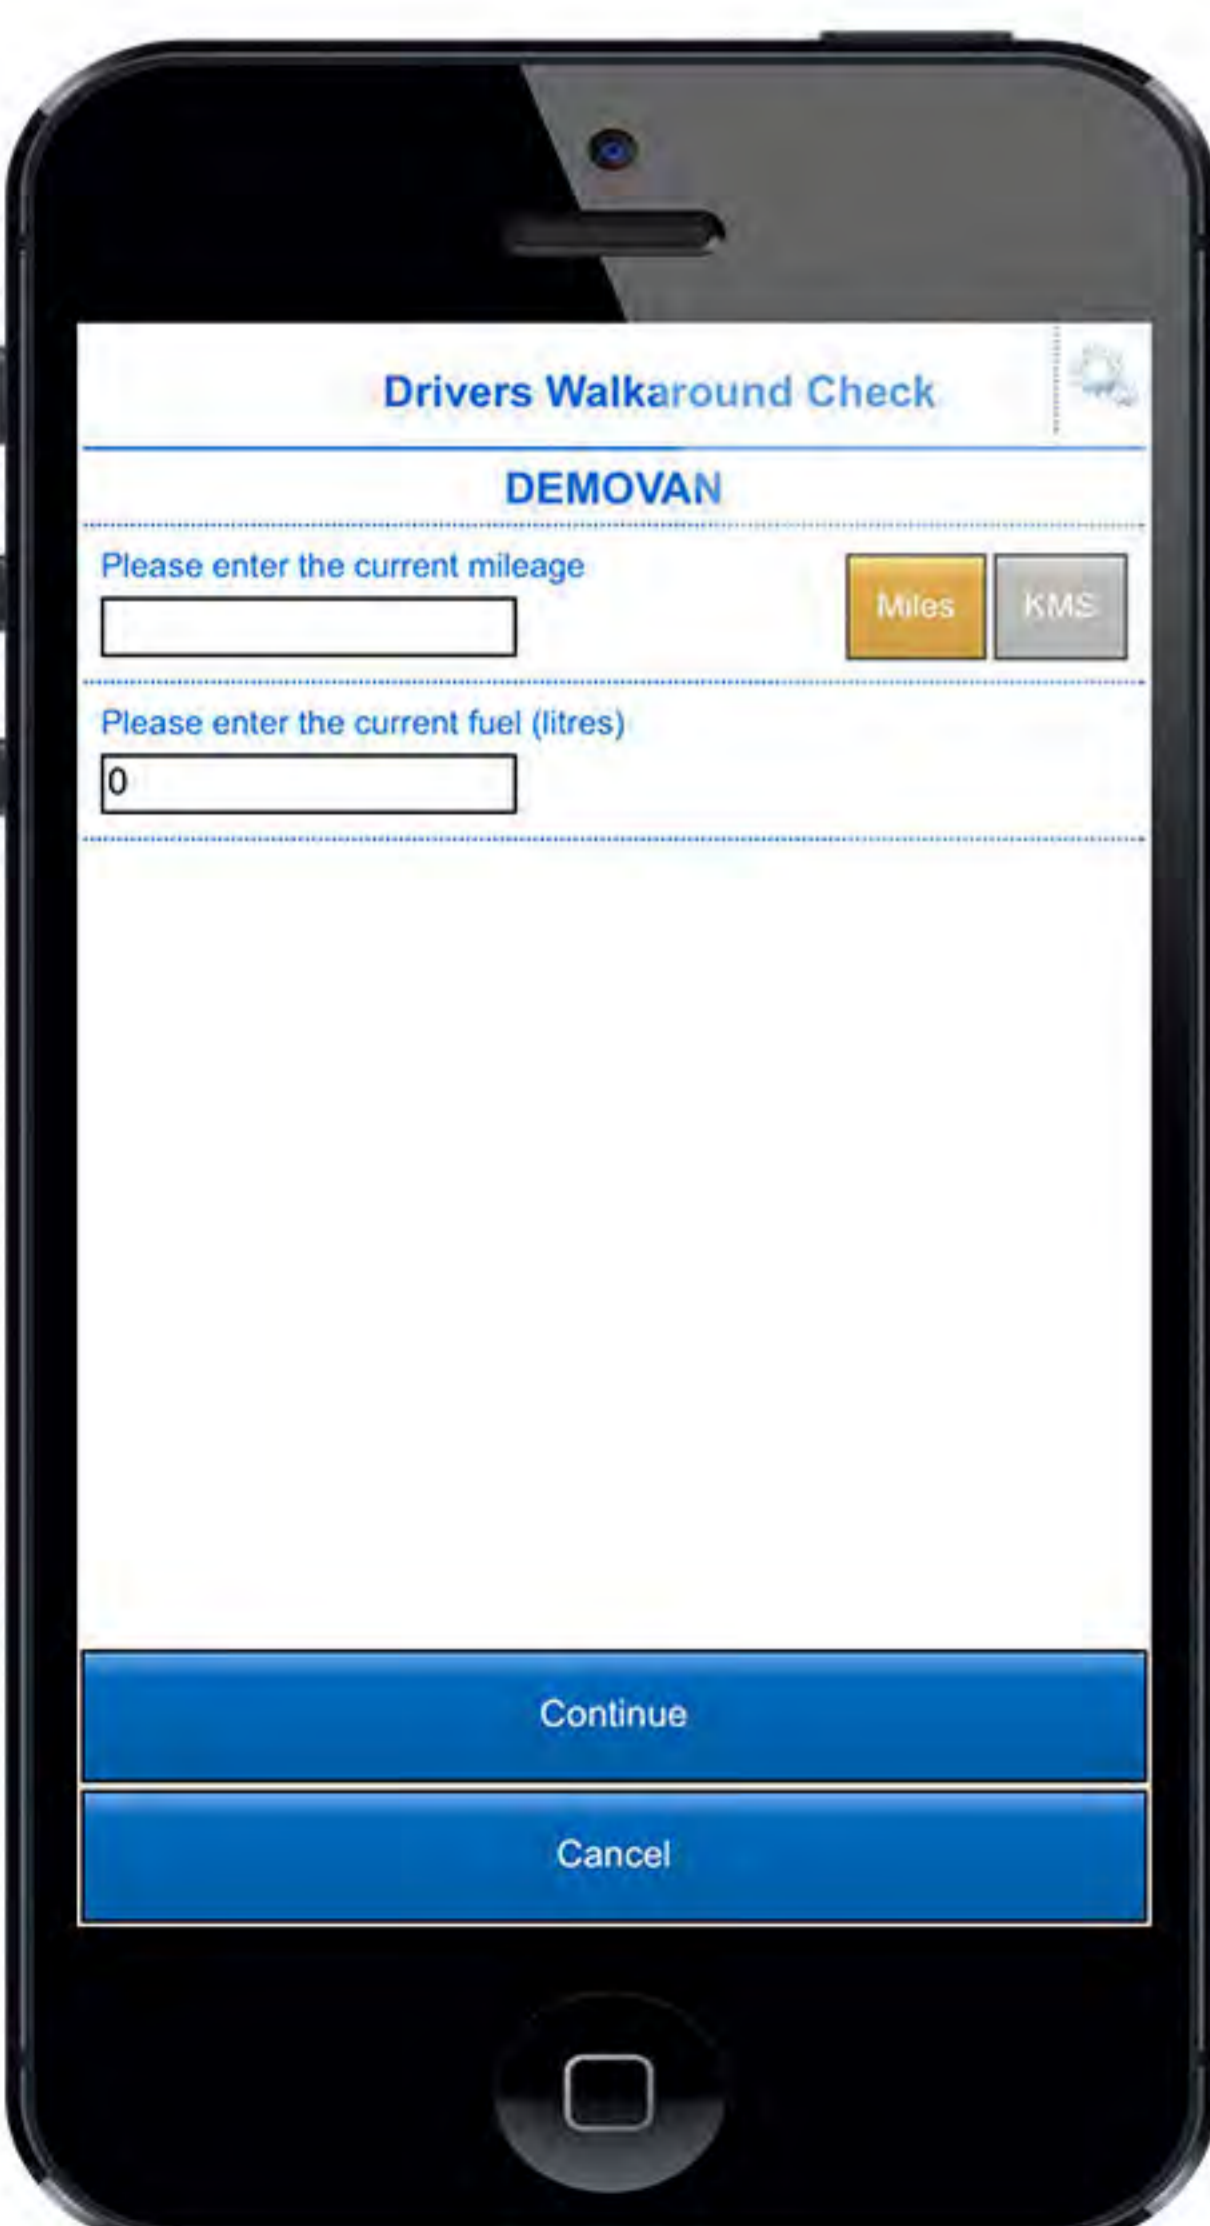 Drivers Walkaround Check
DEMOVAN
Please enter the current mileage
Miles KMS
Please enter the current fuel (litres)
0
Continue
Cancel